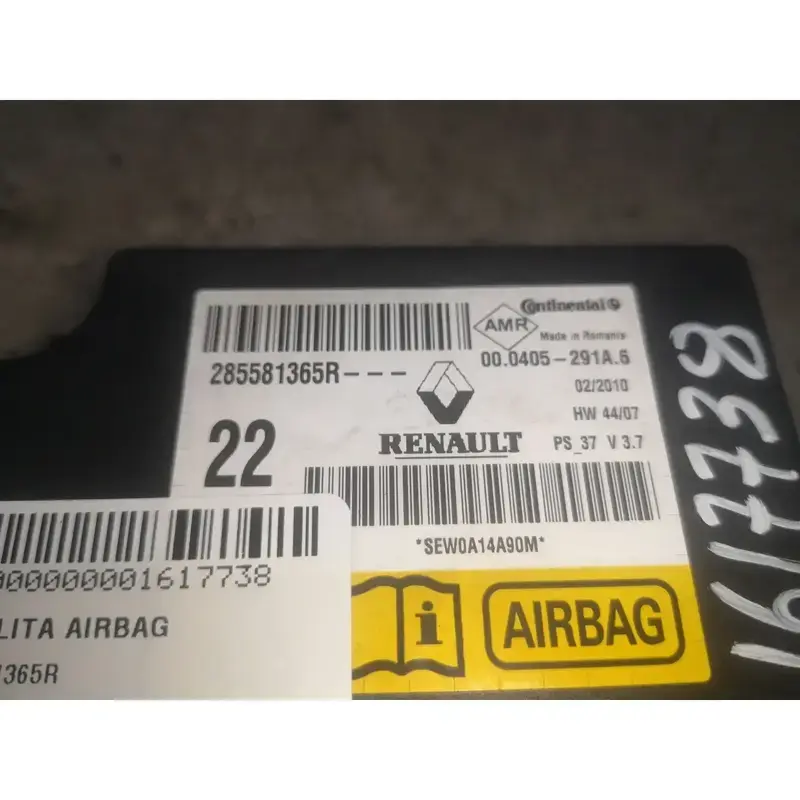 Continental
AMR
Made in Romania
285581365R---
00.0405-291A.6
02/2010
22
HW 44/07
RENAULT
PS_37 V 3.7
*SEW0A14A90M*
i
AIRBAG
000000001617738
LITA AIRBAG
1365R
1617738